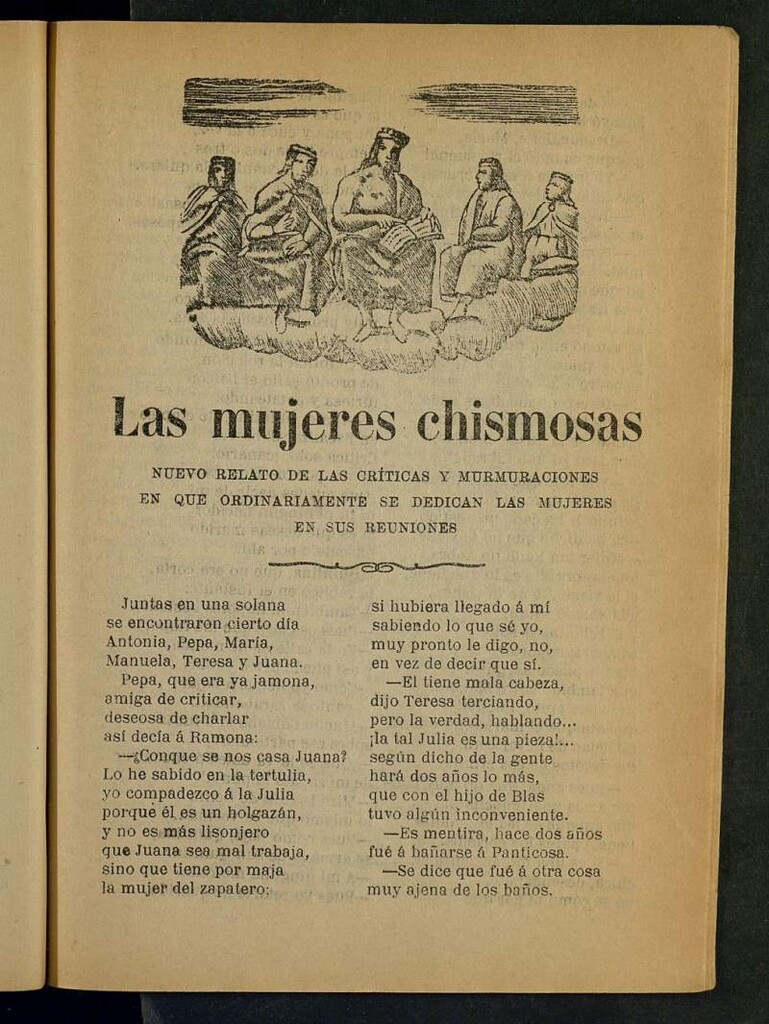 Las mujeres chismosas
NUEVO RELATO DE LAS CRÍTICAS Y MURMURACIONES
EN QUE ORDINARIAMENTE SE DEDICAN LAS MUJERES
EN SUS REUNIONES
Juntas en una solana
se encontraron cierto día
Antonia, Pepa, María,
Manuela, Teresa y Juana.
Pepa, que era ya jamona,
amiga de criticar,
deseosa de charlar
así decía á Ramona:
—¿Conque se nos casa Juana?
Lo he sabido en la tertulia,
yo compadezco á la Julia
porque él es un holgazán,
y no es más lisonjero
que Juana sea mal trabaja,
sino que tiene por maja
la mujer del zapatero;
si hubiera llegado á mí
sabiendo lo que sé yo,
muy pronto le digo, no,
en vez de decir que sí.
—El tiene mala cabeza,
dijo Teresa terciando,
pero la verdad, hablando...
¡la tal Julia es una pieza!...
según dicho de la gente
hará dos años lo más,
que con el hijo de Blas
tuvo algún inconveniente.
—Es mentira, hace dos años
fué á bañarse á Panticosa.
—Se dice que fué á otra cosa
muy ajena de los baños.